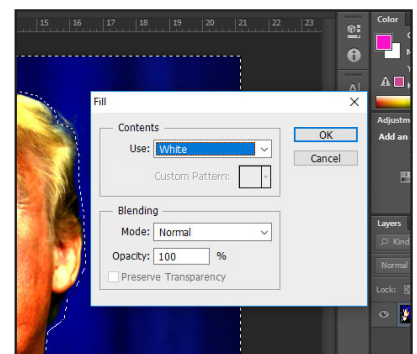 15 16 17 18 19 20 21 22 23
Color
Fill
Contents
Use: White
Custom Pattern:
OK
Cancel
Blending
Mode: Normal
Opacity: 100 %
Preserve Transparency
Adjustm
Add an
Layers
Kind
Normal
Lock: